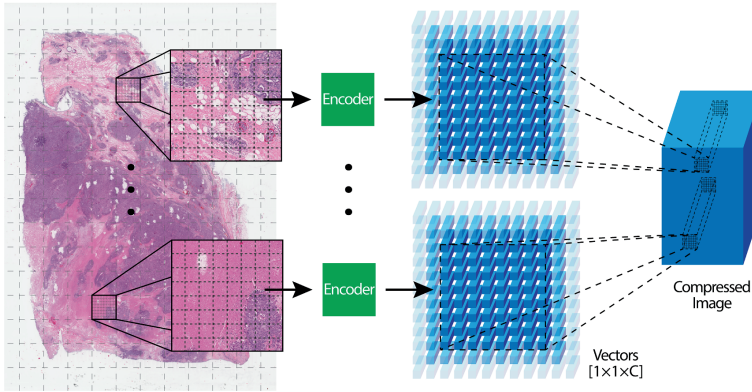 Encoder
Encoder
Compressed
Image
Vectors
[1×1×C]